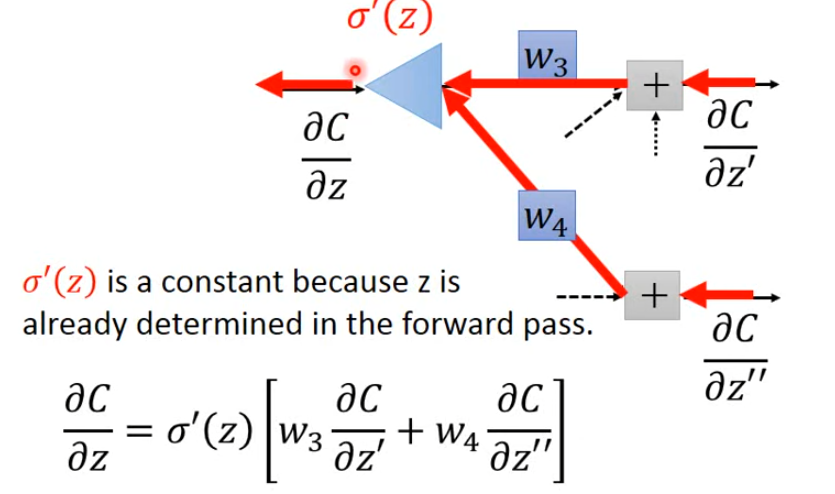 σ′(z)
w₃
+
∂C/∂z
∂C/∂z′
w₄
+
σ′(z) is a constant because z is
already determined in the forward pass.
∂C/∂z″
∂C/∂z = σ′(z) [w₃ ∂C/∂z′ + w₄ ∂C/∂z″]